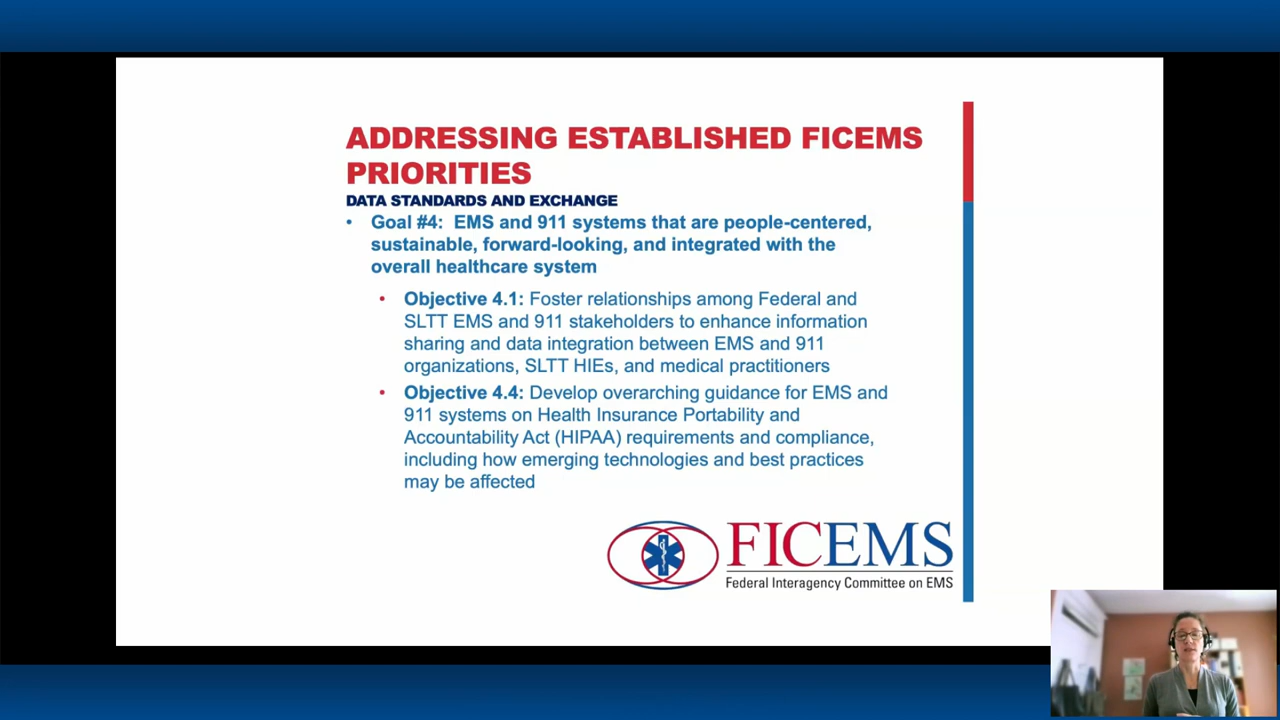 ADDRESSING ESTABLISHED FICEMS
PRIORITIES
DATA STANDARDS AND EXCHANGE
• Goal #4: EMS and 911 systems that are people-centered,
sustainable, forward-looking, and integrated with the
overall healthcare system
• Objective 4.1: Foster relationships among Federal and
SLTT EMS and 911 stakeholders to enhance information
sharing and data integration between EMS and 911
organizations, SLTT HIEs, and medical practitioners
• Objective 4.4: Develop overarching guidance for EMS and
911 systems on Health Insurance Portability and
Accountability Act (HIPAA) requirements and compliance,
including how emerging technologies and best practices
may be affected
FICEMS
Federal Interagency Committee on EMS